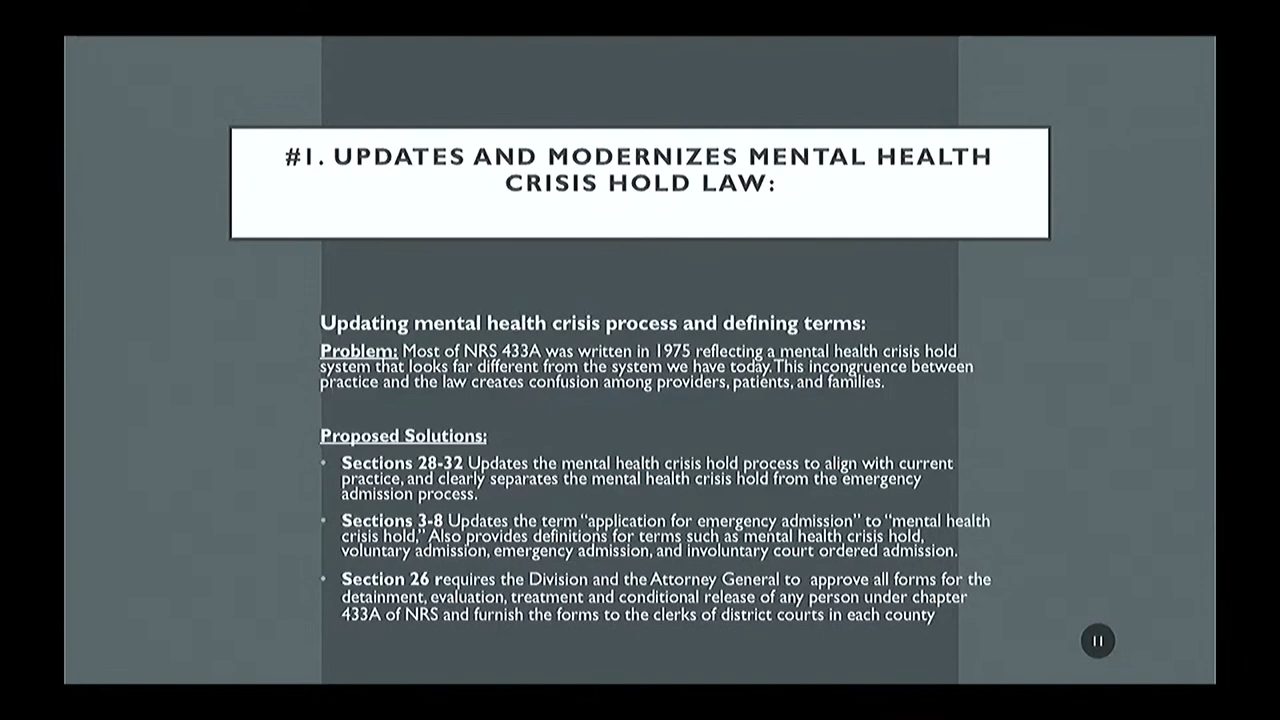 #1. UPDATES AND MODERNIZES MENTAL HEALTH
CRISIS HOLD LAW:
Updating mental health crisis process and defining terms:
Problem: Most of NRS 433A was written in 1975 reflecting a mental health crisis hold
system that looks far different from the system we have today. This incongruence between
practice and the law creates confusion among providers, patients, and families.
Proposed Solutions:
• Sections 28-32 Updates the mental health crisis hold process to align with current
practice, and clearly separates the mental health crisis hold from the emergency
admission process.
• Sections 3-8 Updates the term “application for emergency admission” to “mental health
crisis hold,” Also provides definitions for terms such as mental health crisis hold,
voluntary admission, emergency admission, and involuntary court ordered admission.
• Section 26 requires the Division and the Attorney General to  approve all forms for the
detainment, evaluation, treatment and conditional release of any person under chapter
433A of NRS and furnish the forms to the clerks of district courts in each county
11